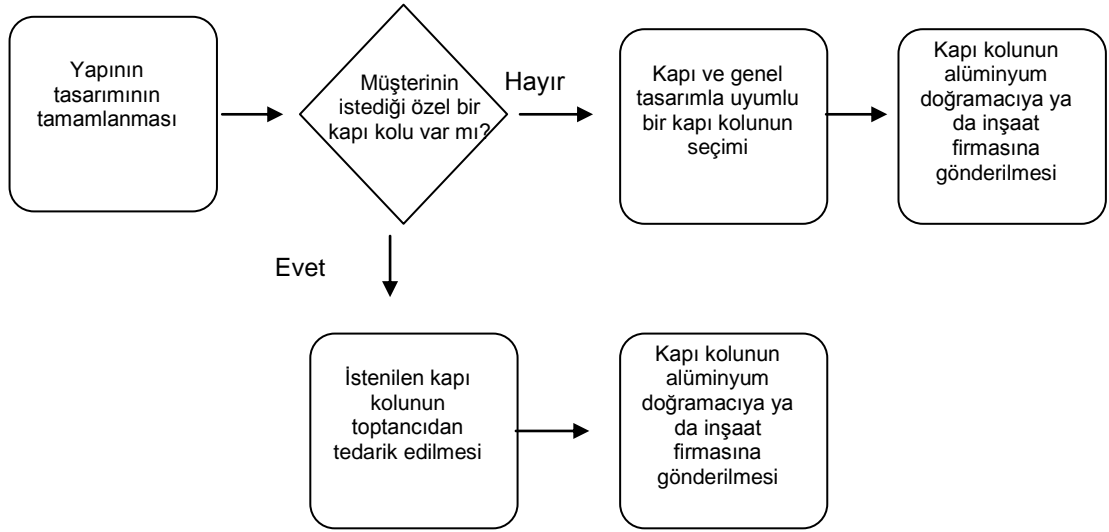 Yapının
tasarımının
tamamlanması
Müşterinin
istediği özel bir
kapı kolu var mı?
Hayır
Kapı ve genel
tasarımla uyumlu
bir kapı kolunun
seçimi
Kapı kolunun
alüminyum
doğramacıya ya
da inşaat
firmasına
gönderilmesi
Evet
İstenilen kapı
kolunun
toptancıdan
tedarik edilmesi
Kapı kolunun
alüminyum
doğramacıya ya
da inşaat
firmasına
gönderilmesi